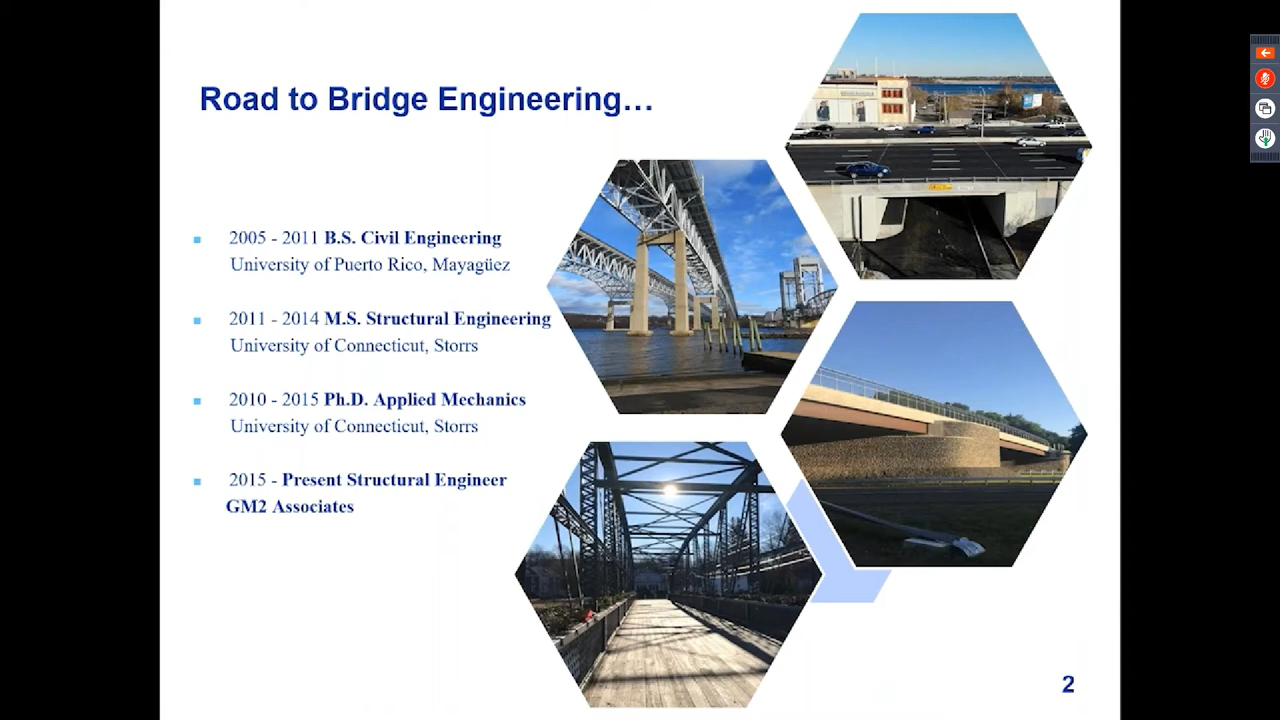 Road to Bridge Engineering…
2005 - 2011 B.S. Civil Engineering
University of Puerto Rico, Mayagüez
2011 - 2014 M.S. Structural Engineering
University of Connecticut, Storrs
2010 - 2015 Ph.D. Applied Mechanics
University of Connecticut, Storrs
2015 - Present Structural Engineer
GM2 Associates
2